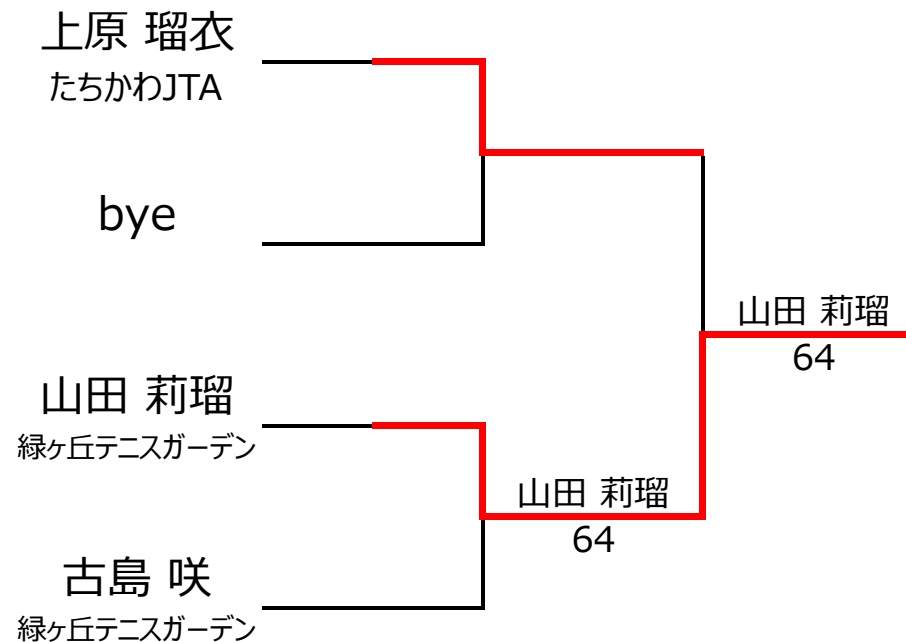 上原 瑠衣
たちかわJTA
bye
山田 莉瑠
緑ヶ丘テニスガーデン
古島 咲
緑ヶ丘テニスガーデン
山田 莉瑠
64
山田 莉瑠
64